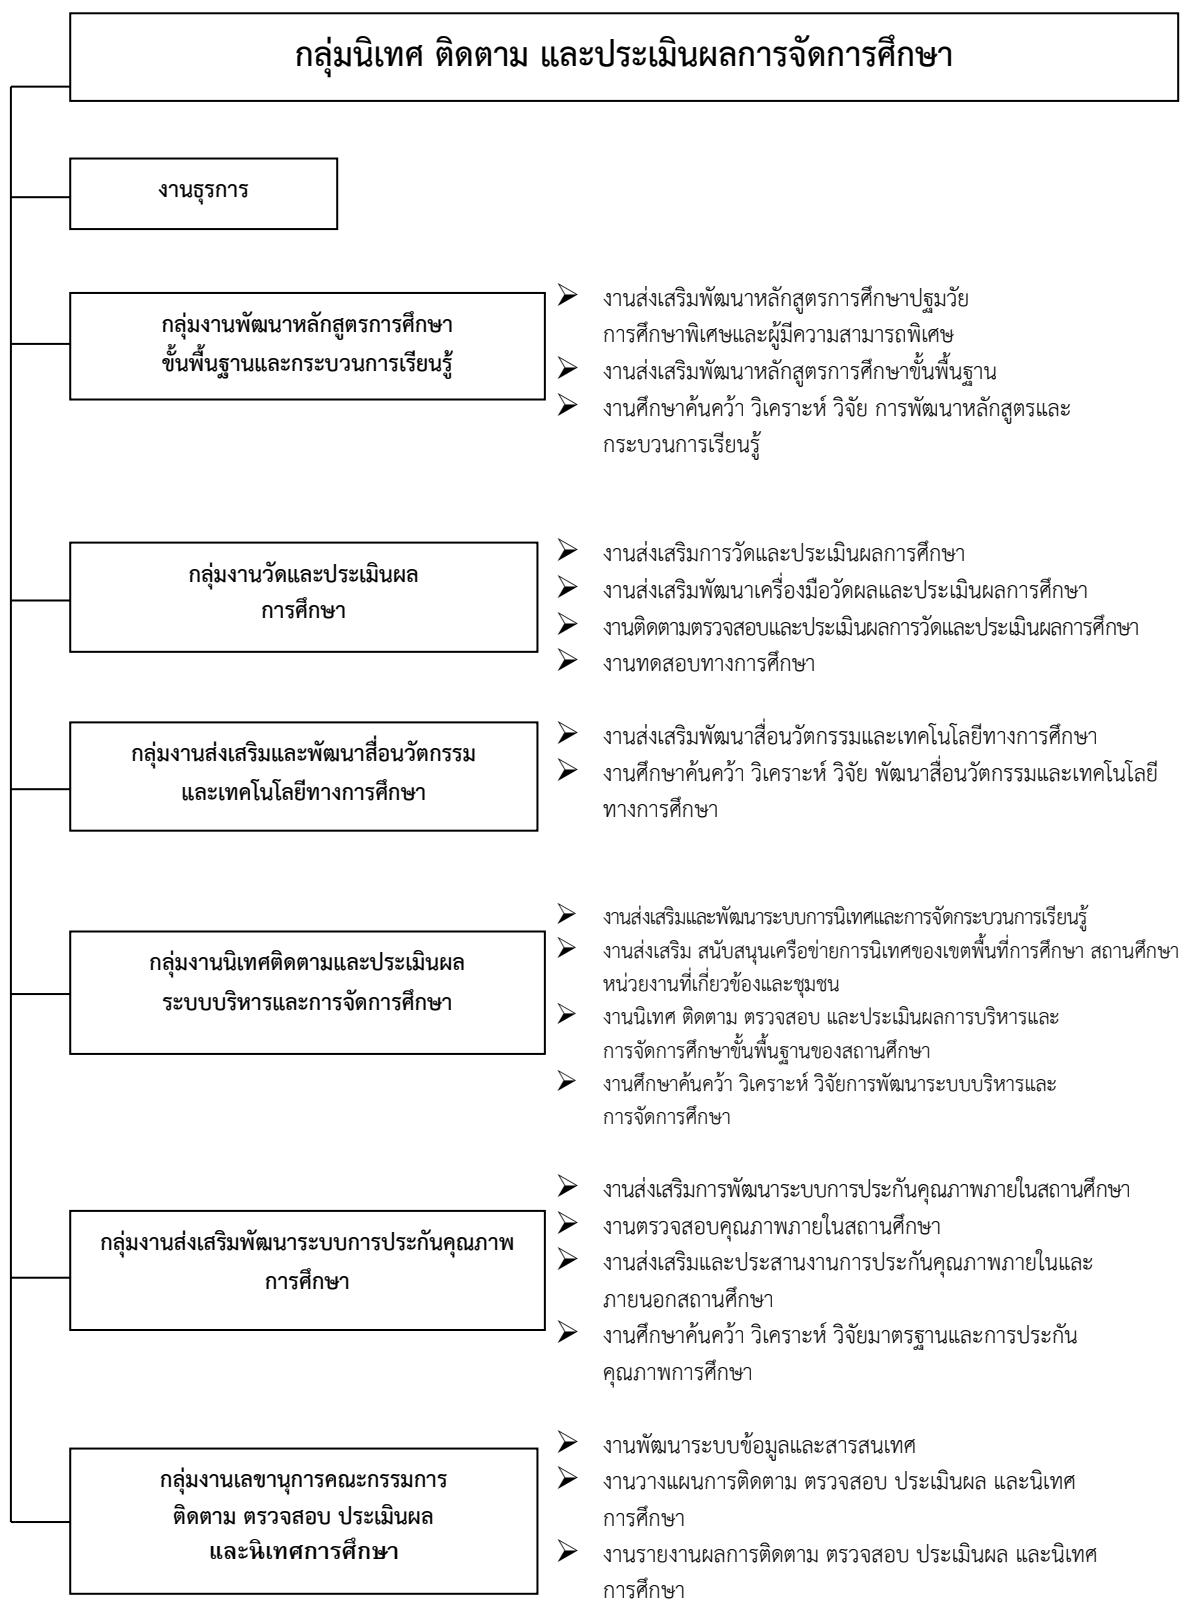 กลุ่มนิเทศ ติดตาม และประเมินผลการจัดการศึกษา
งานธุรการ
กลุ่มงานพัฒนาหลักสูตรการศึกษา
ขั้นพื้นฐานและกระบวนการเรียนรู้
➢ งานส่งเสริมพัฒนาหลักสูตรการศึกษาปฐมวัย
การศึกษาพิเศษและผู้มีความสามารถพิเศษ
➢ งานส่งเสริมพัฒนาหลักสูตรการศึกษาขั้นพื้นฐาน
➢ งานศึกษาค้นคว้า วิเคราะห์ วิจัย การพัฒนาหลักสูตรและ
กระบวนการเรียนรู้
กลุ่มงานวัดและประเมินผล
การศึกษา
➢ งานส่งเสริมการวัดและประเมินผลการศึกษา
➢ งานส่งเสริมพัฒนาเครื่องมือวัดผลและประเมินผลการศึกษา
➢ งานติดตามตรวจสอบและประเมินผลการวัดและประเมินผลการศึกษา
➢ งานทดสอบทางการศึกษา
กลุ่มงานส่งเสริมและพัฒนาสื่อนวัตกรรม
และเทคโนโลยีทางการศึกษา
➢ งานส่งเสริมพัฒนาสื่อนวัตกรรมและเทคโนโลยีทางการศึกษา
➢ งานศึกษาค้นคว้า วิเคราะห์ วิจัย พัฒนาสื่อนวัตกรรมและเทคโนโลยี
ทางการศึกษา
กลุ่มงานนิเทศติดตามและประเมินผล
ระบบบริหารและการจัดการศึกษา
➢ งานส่งเสริมและพัฒนาระบบการนิเทศและการจัดกระบวนการเรียนรู้
➢ งานส่งเสริม สนับสนุนเครือข่ายการนิเทศของเขตพื้นที่การศึกษา สถานศึกษา
หน่วยงานที่เกี่ยวข้องและชุมชน
➢ งานนิเทศ ติดตาม ตรวจสอบ และประเมินผลการบริหารและ
การจัดการศึกษาขั้นพื้นฐานของสถานศึกษา
➢ งานศึกษาค้นคว้า วิเคราะห์ วิจัยการพัฒนาระบบบริหารและ
การจัดการศึกษา
กลุ่มงานส่งเสริมพัฒนาระบบการประกันคุณภาพ
การศึกษา
➢ งานส่งเสริมการพัฒนาระบบการประกันคุณภาพภายในสถานศึกษา
➢ งานตรวจสอบคุณภาพภายในสถานศึกษา
➢ งานส่งเสริมและประสานงานการประกันคุณภาพภายในและ
ภายนอกสถานศึกษา
➢ งานศึกษาค้นคว้า วิเคราะห์ วิจัยมาตรฐานและการประกัน
คุณภาพการศึกษา
กลุ่มงานเลขานุการคณะกรรมการ
ติดตาม ตรวจสอบ ประเมินผล
และนิเทศการศึกษา
➢ งานพัฒนาระบบข้อมูลและสารสนเทศ
➢ งานวางแผนการติดตาม ตรวจสอบ ประเมินผล และนิเทศ
การศึกษา
➢ งานรายงานผลการติดตาม ตรวจสอบ ประเมินผล และนิเทศ
การศึกษา